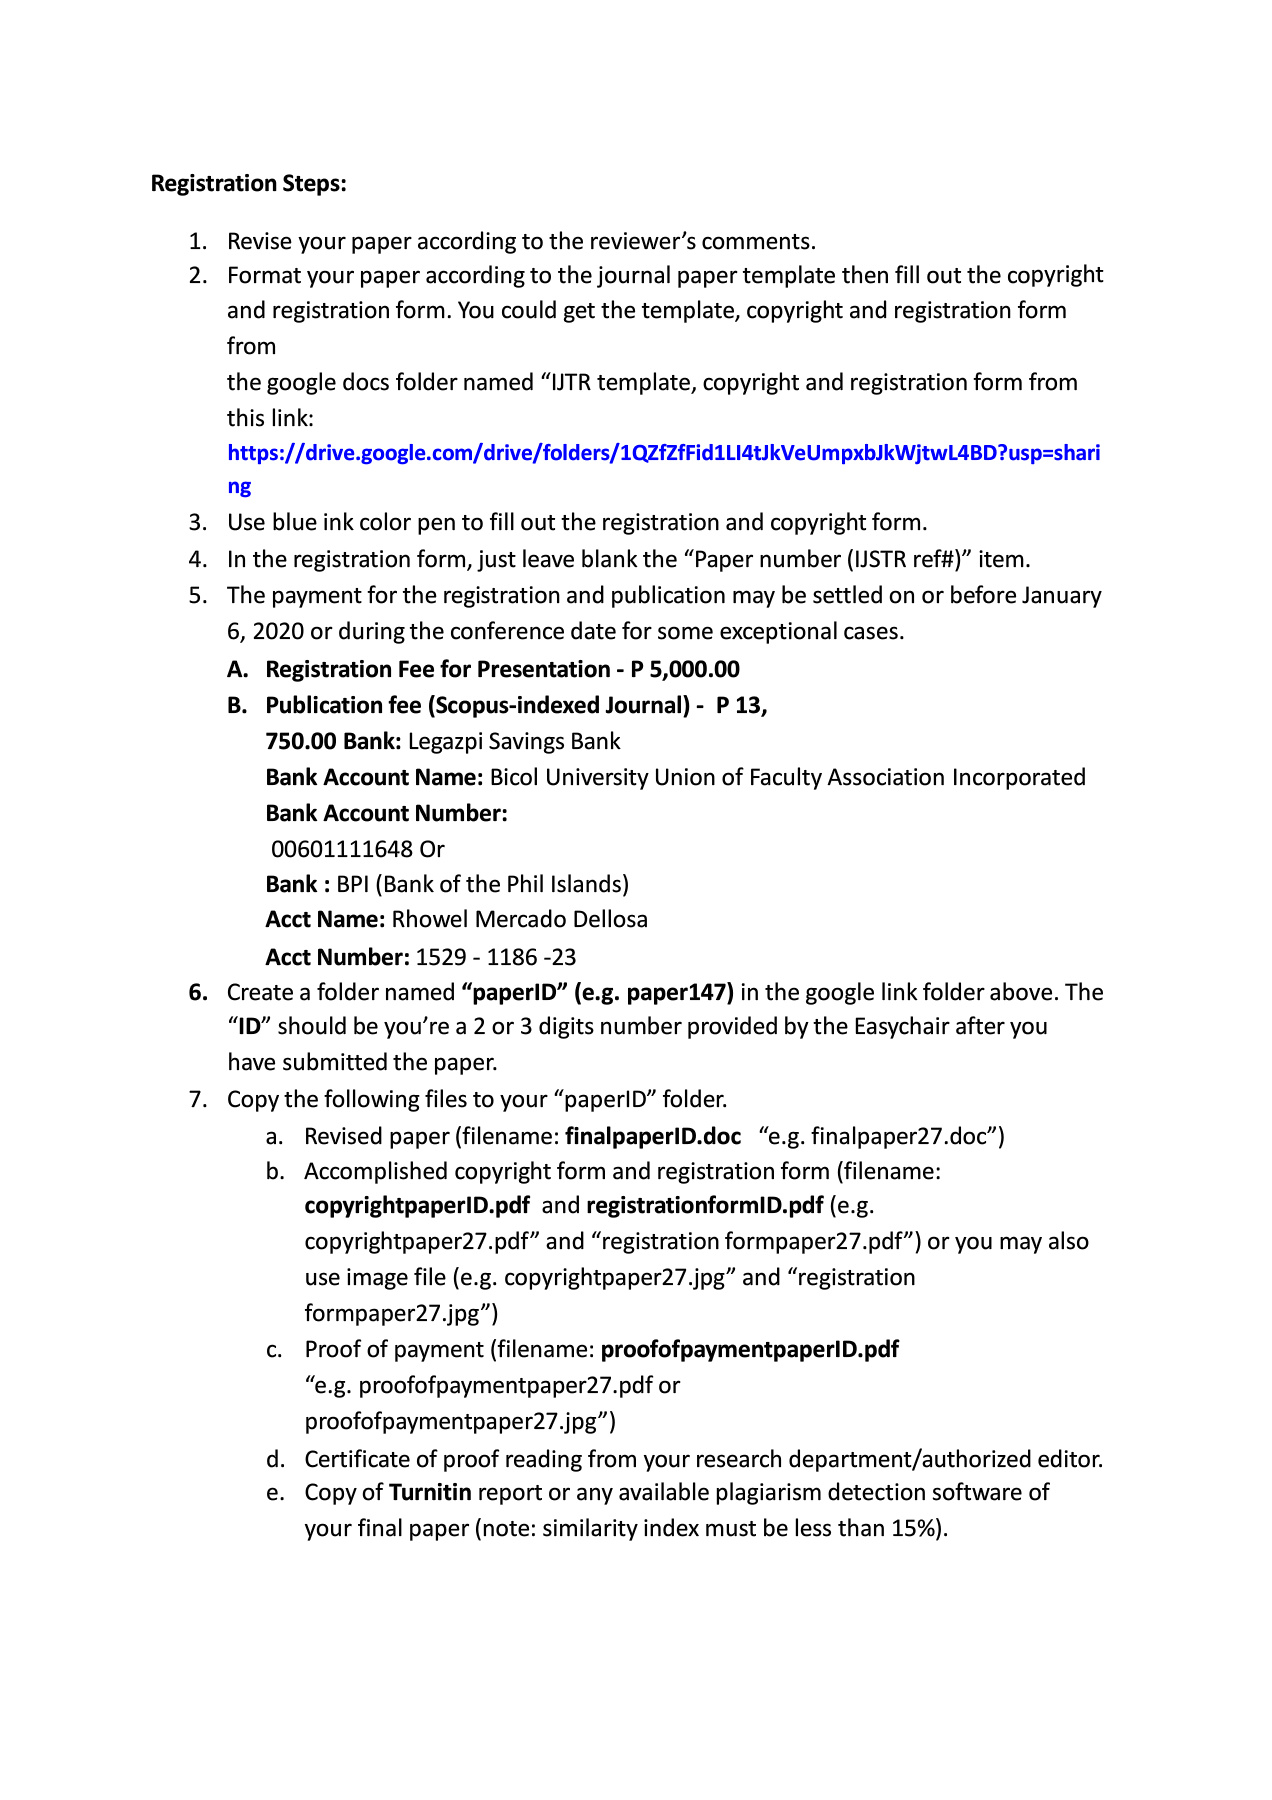 Registration Steps:
1. Revise your paper according to the reviewer’s comments.
2. Format your paper according to the journal paper template then fill out the copyright
and registration form. You could get the template, copyright and registration form
from
the google docs folder named “IJTR template, copyright and registration form from
this link:
https://drive.google.com/drive/folders/1QZfZfFid1LI4tJkVeUmpxbJkWjtwL4BD?usp=shari
ng
3. Use blue ink color pen to fill out the registration and copyright form.
4. In the registration form, just leave blank the “Paper number (IJSTR ref#)” item.
5. The payment for the registration and publication may be settled on or before January
6, 2020 or during the conference date for some exceptional cases.
A. Registration Fee for Presentation - P 5,000.00
B. Publication fee (Scopus-indexed Journal) - P 13,
750.00 Bank: Legazpi Savings Bank
Bank Account Name: Bicol University Union of Faculty Association Incorporated
Bank Account Number:
00601111648 Or
Bank : BPI (Bank of the Phil Islands)
Acct Name: Rhowel Mercado Dellosa
Acct Number: 1529 - 1186 -23
6. Create a folder named “paperID” (e.g. paper147) in the google link folder above. The
“ID” should be you’re a 2 or 3 digits number provided by the Easychair after you
have submitted the paper.
7. Copy the following files to your “paperID” folder.
a. Revised paper (filename: finalpaperID.doc “e.g. finalpaper27.doc”)
b. Accomplished copyright form and registration form (filename:
copyrightpaperID.pdf and registrationformID.pdf (e.g.
copyrightpaper27.pdf” and “registration formpaper27.pdf”) or you may also
use image file (e.g. copyrightpaper27.jpg” and “registration
formpaper27.jpg”)
c. Proof of payment (filename: proofofpaymentpaperID.pdf
“e.g. proofofpaymentpaper27.pdf or
proofofpaymentpaper27.jpg”)
d. Certificate of proof reading from your research department/authorized editor.
e. Copy of Turnitin report or any available plagiarism detection software of
your final paper (note: similarity index must be less than 15%).